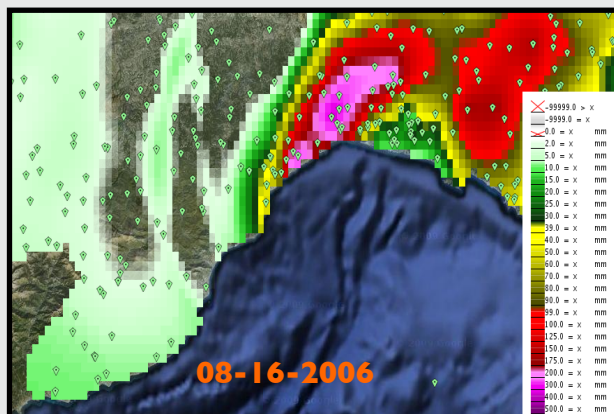 -99999.0 > x
-9999.0 = x
0.0 = x mm
2.0 = x mm
5.0 = x mm
10.0 = x mm
15.0 = x mm
20.0 = x mm
25.0 = x mm
30.0 = x mm
39.0 = x mm
40.0 = x mm
50.0 = x mm
60.0 = x mm
70.0 = x mm
80.0 = x mm
90.0 = x mm
99.0 = x mm
100.0 = x mm
125.0 = x mm
150.0 = x mm
175.0 = x mm
200.0 = x mm
300.0 = x mm
400.0 = x mm
500.0 = x mm
08-16-2006